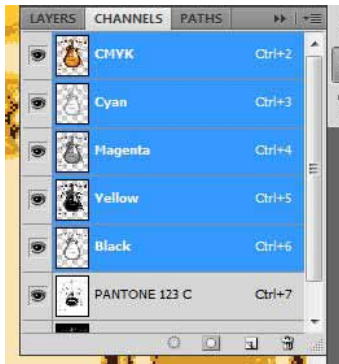 LAYERS CHANNELS PATHS
CMYK Ctrl+2
Cyan Ctrl+3
Magenta Ctrl+4
Yellow Ctrl+5
Black Ctrl+6
PANTONE 123 C Ctrl+7